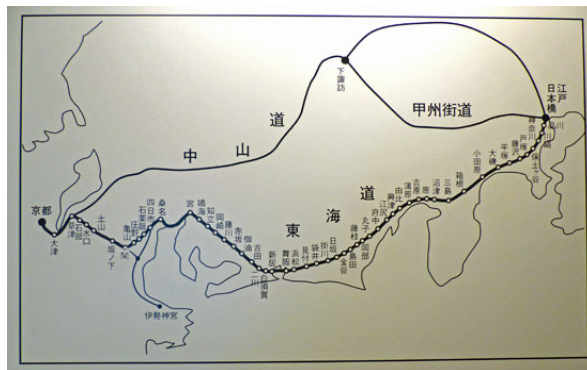 下諏訪
中山道
甲州街道
江戸
日本橋
品川
川崎
神奈川
保土ヶ谷
戸塚
藤沢
平塚
大磯
小田原
箱根
三島
沼津
原
吉原
蒲原
由比
興津
江尻
府中
丸子
岡部
藤枝
島田
金谷
日坂
掛川
袋井
見付
浜松
舞阪
新居
白須賀
二川
吉田
御油
赤坂
藤川
岡崎
知立
鳴海
宮
桑名
四日市
石薬師
庄野
亀山
関
坂ノ下
土山
水口
石部
草津
大津
京都
東海道
伊勢神宮